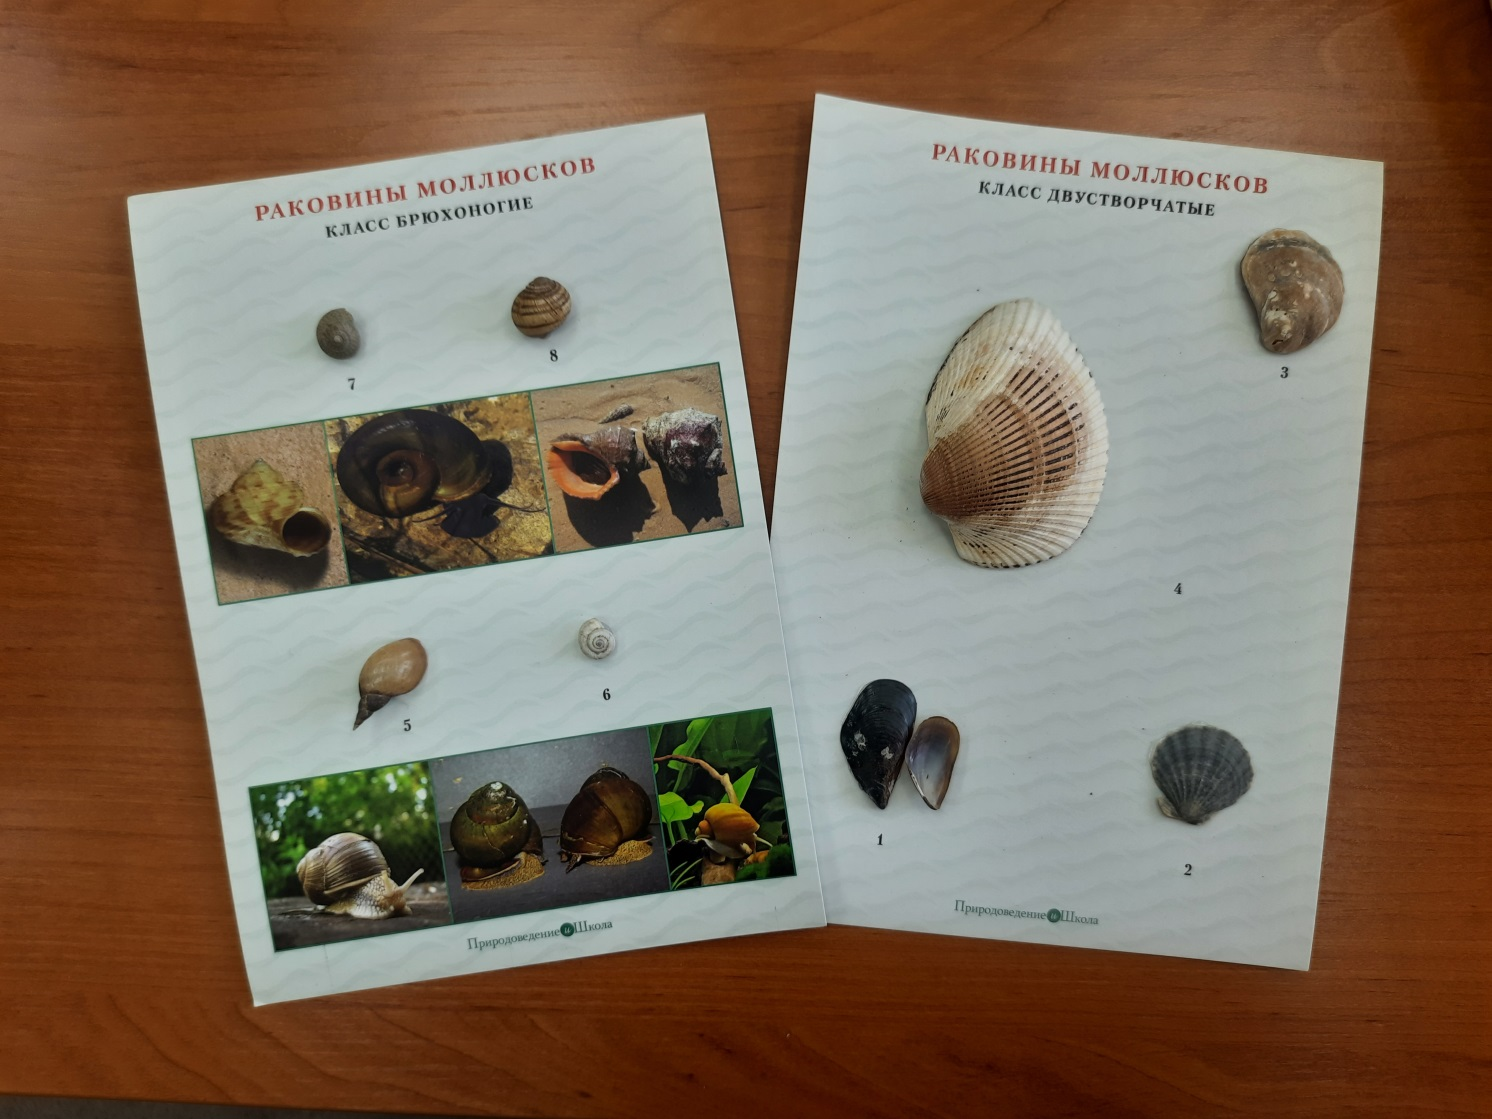 РАКОВИНЫ МОЛЛЮСКОВ
КЛАСС БРЮХОНОГИЕ
7
8
5
6
Природоведение и Школа
РАКОВИНЫ МОЛЛЮСКОВ
КЛАСС ДВУСТВОРЧАТЫЕ
3
4
1
2
Природоведение и Школа